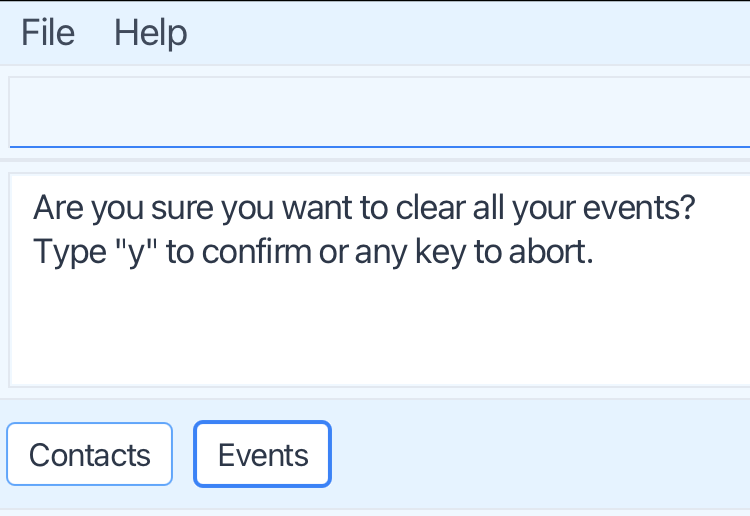 File Help
Are you sure you want to clear all your events?
Type "y" to confirm or any key to abort.
Contacts Events